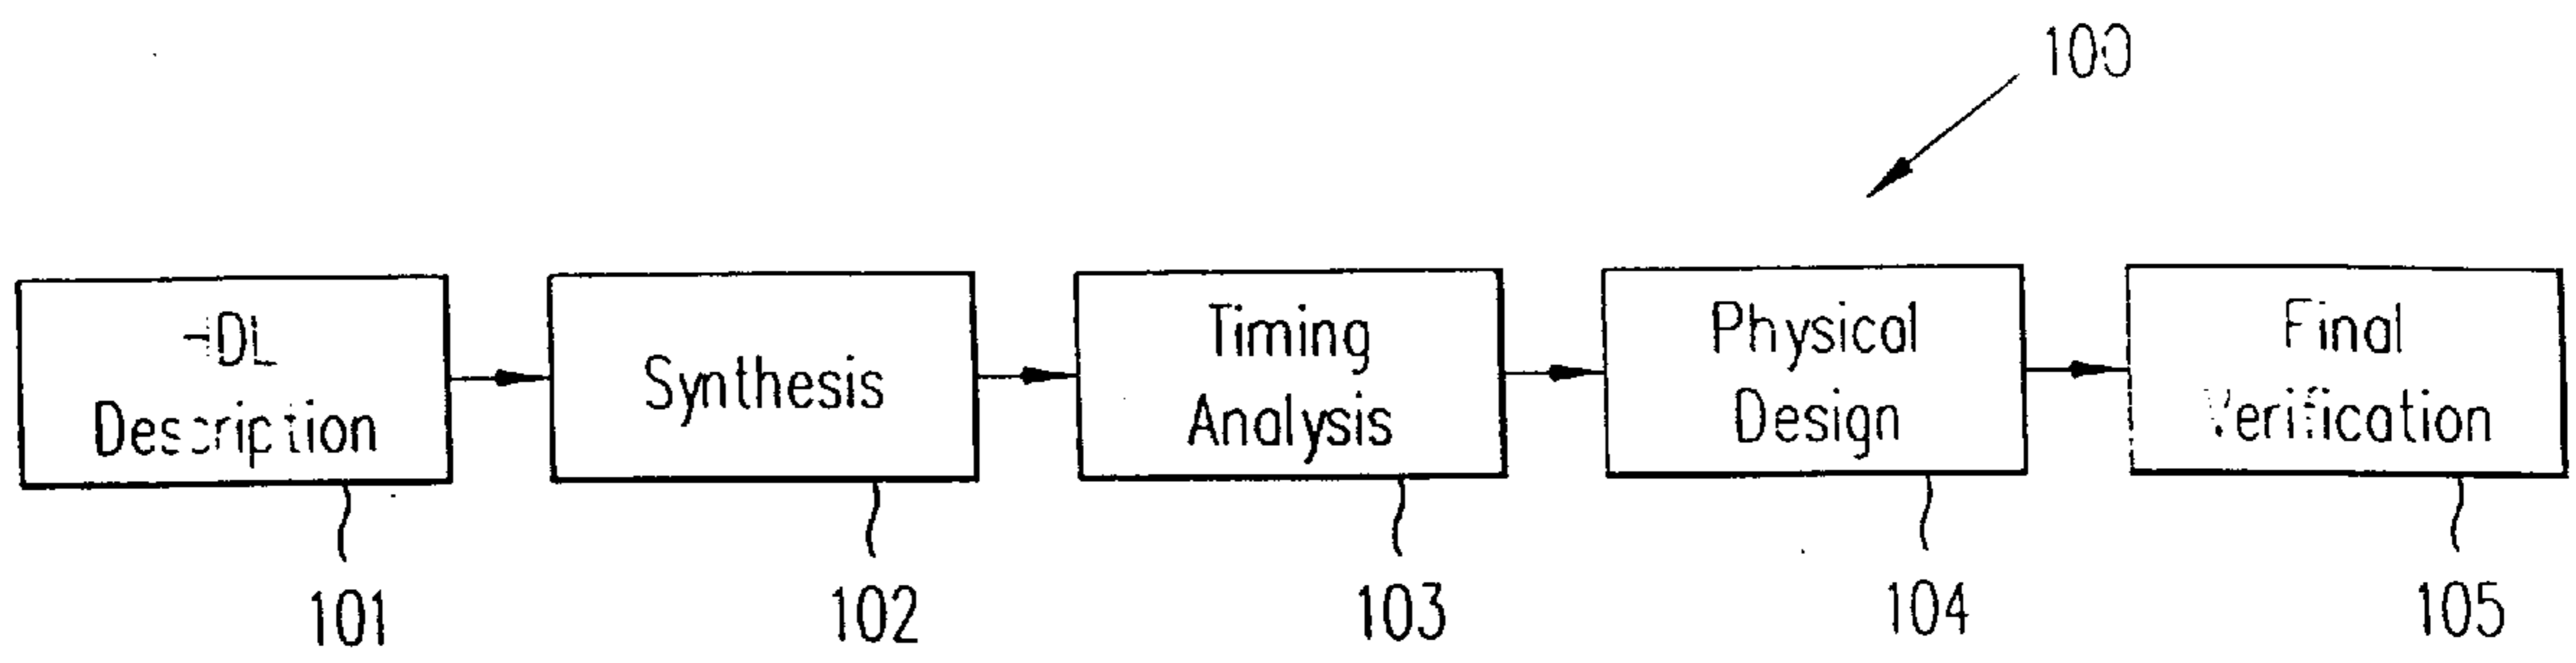 100
HDL
Description
Synthesis
Timing
Analysis
Physical
Design
Final
Verification
101
102
103
104
105